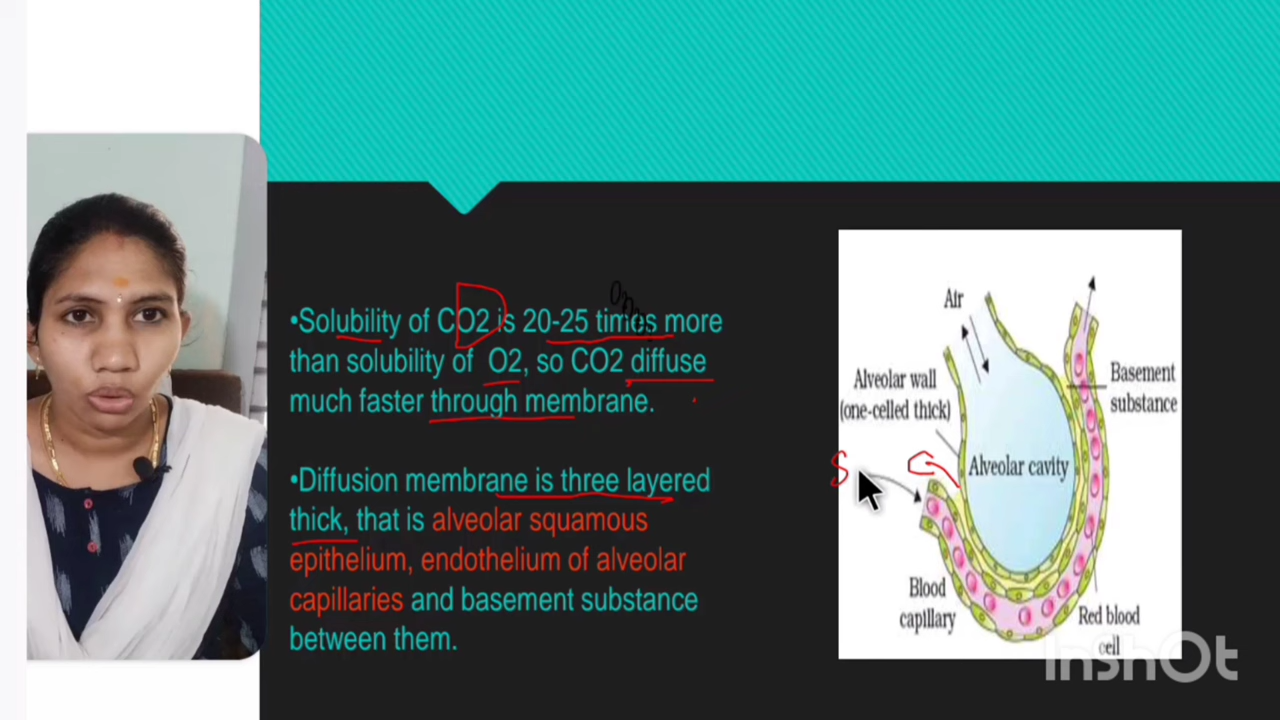 •Solubility of CO2 is 20-25 times more
than solubility of O2, so CO2 diffuse
much faster through membrane.
•Diffusion membrane is three layered
thick, that is alveolar squamous
epithelium, endothelium of alveolar
capillaries and basement substance
between them.
Air
Alveolar wall
(one-celled thick)
Basement
substance
S
Alveolar cavity
Blood
capillary
Red blood
cell
InShOt